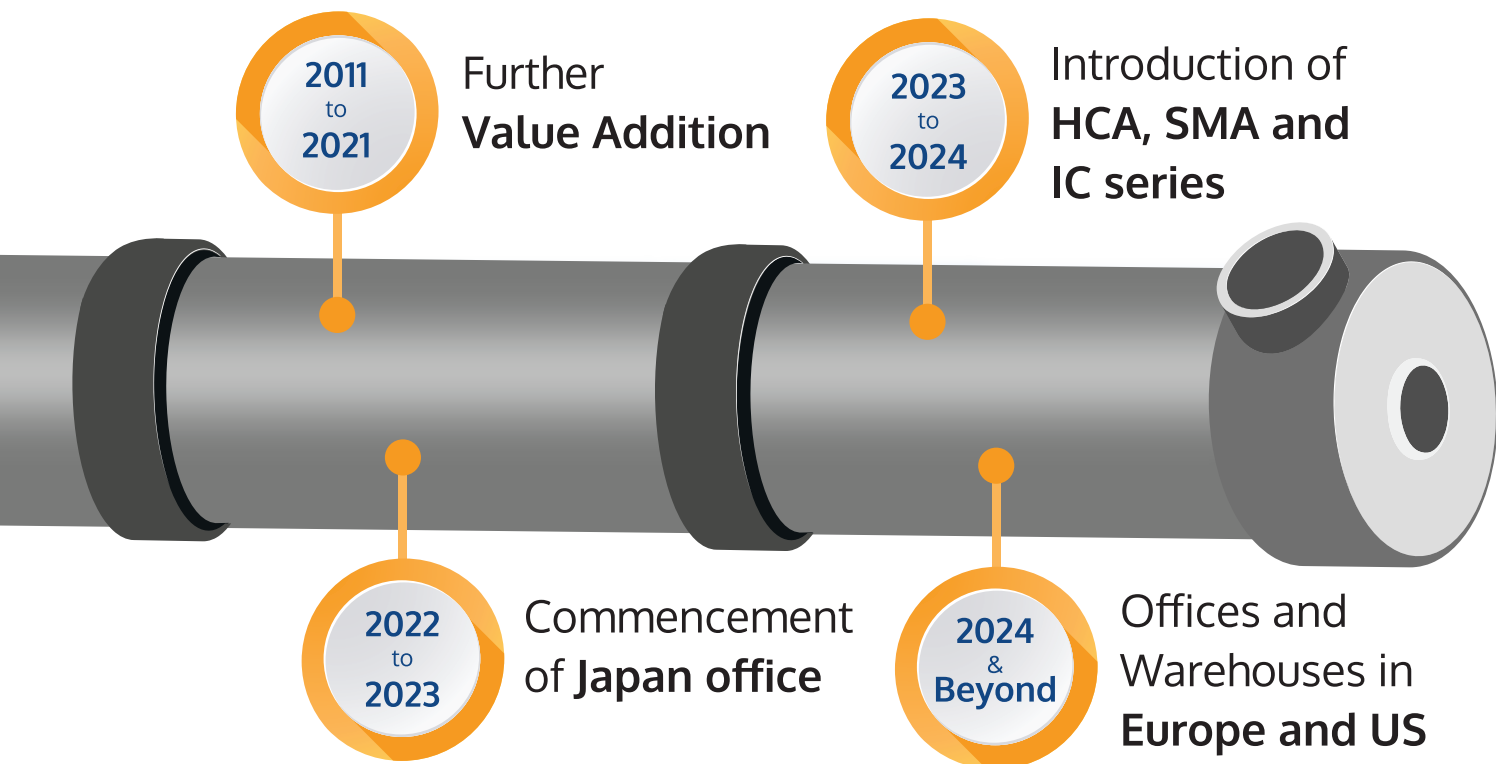 2011
to
2021
Further
Value Addition
2023
to
2024
Introduction of
HCA, SMA and
IC series
2022
to
2023
Commencement
of Japan office
2024
&
Beyond
Offices and
Warehouses in
Europe and US